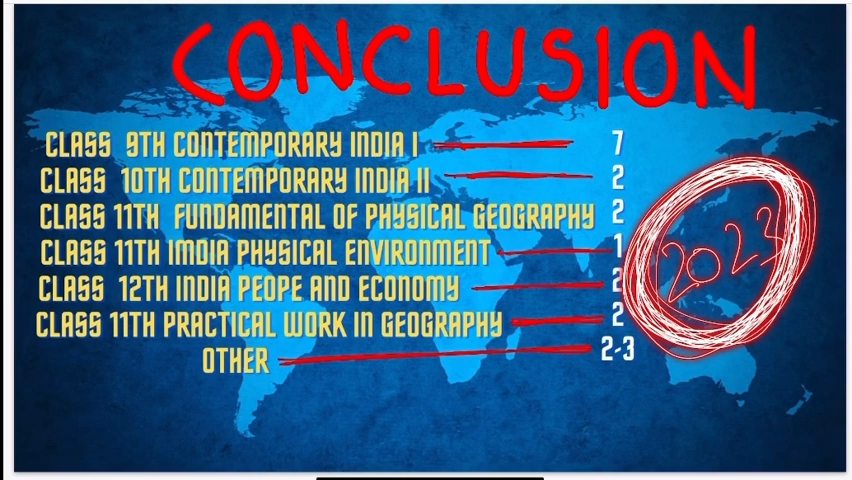 CONCLUSION
CLASS 9TH CONTEMPORARY INDIA I 7
CLASS 10TH CONTEMPORARY INDIA II 2
CLASS 11TH FUNDAMENTAL OF PHYSICAL GEOGRAPHY 2
CLASS 11TH IMDIA PHYSICAL ENVIRONMENT 1
CLASS 12TH INDIA PEOPE AND ECONOMY 2
CLASS 11TH PRACTICAL WORK IN GEOGRAPHY 2
OTHER 2-3
2023